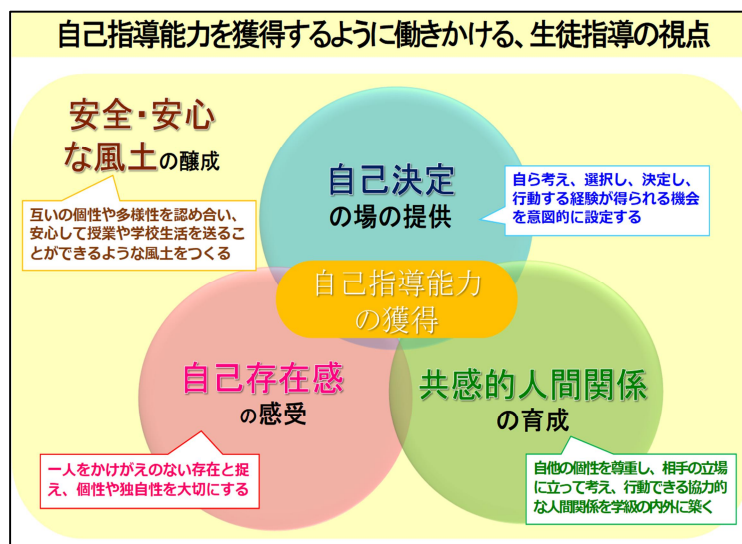 自己指導能力を獲得するように働きかける、生徒指導の視点
安全・安心
な風土の醸成
互いの個性や多様性を認め合い、
安心して授業や学校生活を送るこ
とができるような風土をつくる
自己決定
の場の提供
自ら考え、選択し、決定し、
行動する経験が得られる機会
を意図的に設定する
自己指導能力
の獲得
自己存在感
の感受
一人をかけがえのない存在と捉
え、個性や独自性を大切にする
共感的人間関係
の育成
自他の個性を尊重し、相手の立場
に立って考え、行動できる協力的
な人間関係を学級の内外に築く